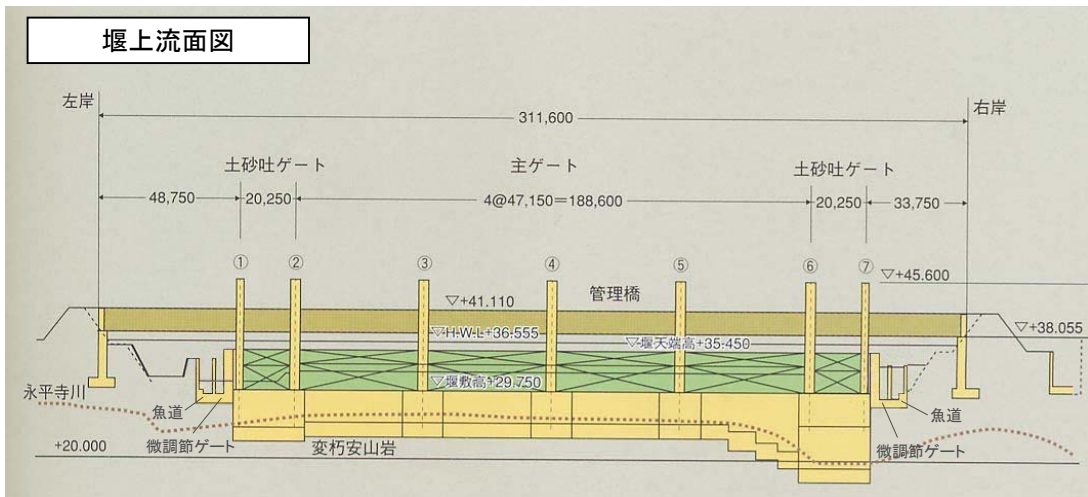 堰上流面図
左岸
右岸
311,600
土砂吐ゲート
主ゲート
土砂吐ゲート
48,750
20,250
4@47,150=188,600
20,250
33,750
①
②
③
④
⑤
⑥
⑦
▽+45.600
▽+41.110
管理橋
▽H.W.L+36.555
▽堰天端高+35.450
▽+38.055
▽堰敷高+29.750
永平寺川
魚道
魚道
微調節ゲート
変朽安山岩
微調節ゲート
+20.000